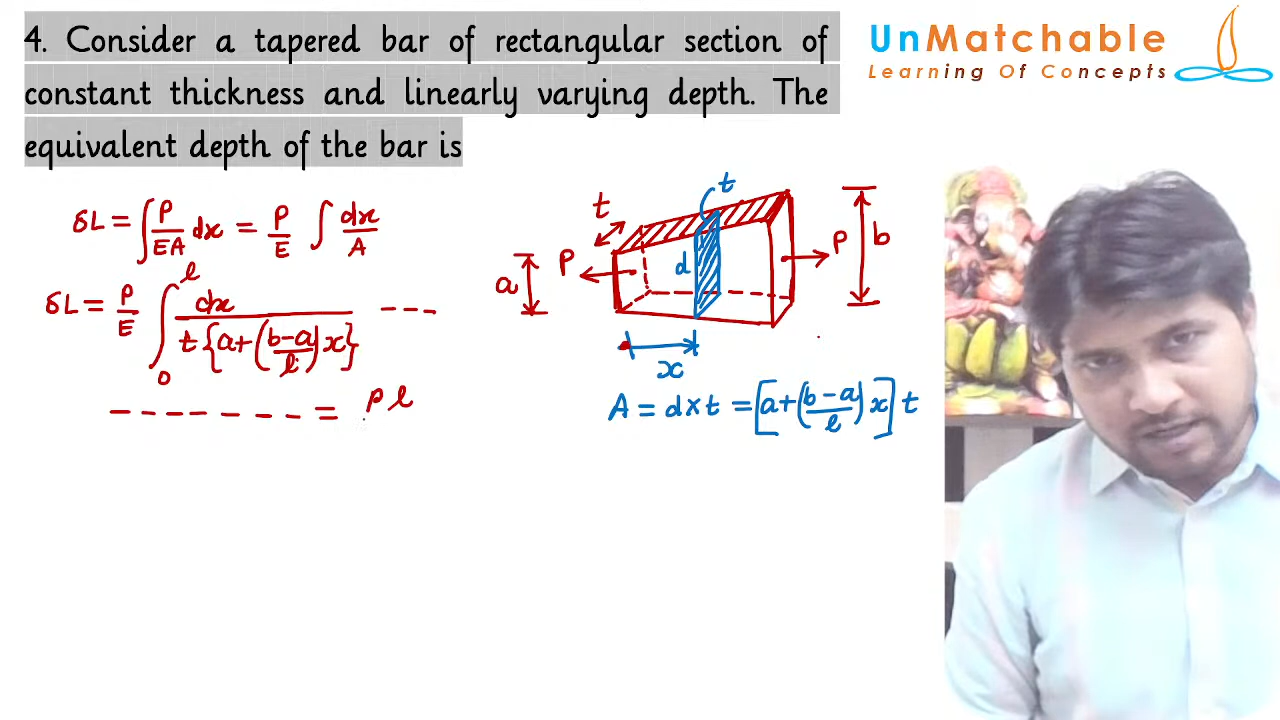 4. Consider a tapered bar of rectangular section of
constant thickness and linearly varying depth. The
equivalent depth of the bar is
UnMatchable
Learning Of Concepts
δL = ∫ P/EA dx = P/E ∫ dx/A
δL = P/E ∫₀ˡ dx / t{a+(b-a/l)x} ---
------- = P l
t
t
a
P
d
P
b
x
A = d×t = [a+(b-a/l)x] t